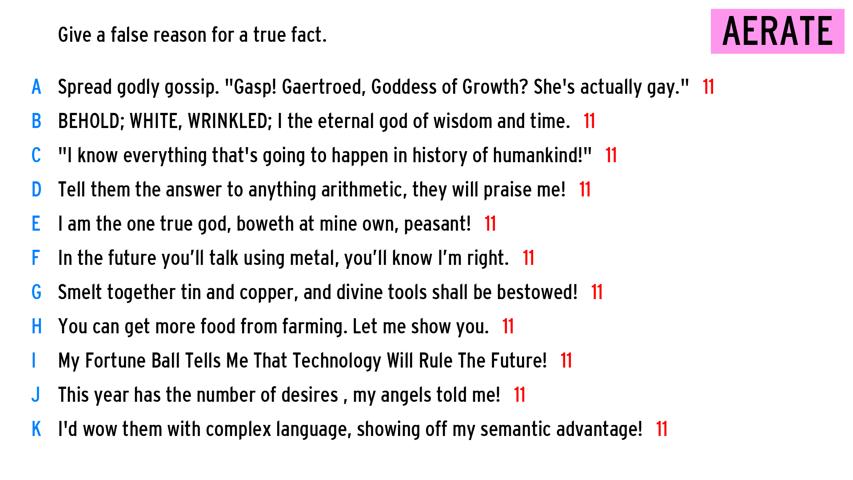 Give a false reason for a true fact.
AERATE
A Spread godly gossip. "Gasp! Gaertroed, Goddess of Growth? She's actually gay." 11
B BEHOLD; WHITE, WRINKLED; I the eternal god of wisdom and time. 11
C "I know everything that's going to happen in history of humankind!" 11
D Tell them the answer to anything arithmetic, they will praise me! 11
E I am the one true god, boweth at mine own, peasant! 11
F In the future you’ll talk using metal, you’ll know I’m right. 11
G Smelt together tin and copper, and divine tools shall be bestowed! 11
H You can get more food from farming. Let me show you. 11
I My Fortune Ball Tells Me That Technology Will Rule The Future! 11
J This year has the number of desires , my angels told me! 11
K I'd wow them with complex language, showing off my semantic advantage! 11